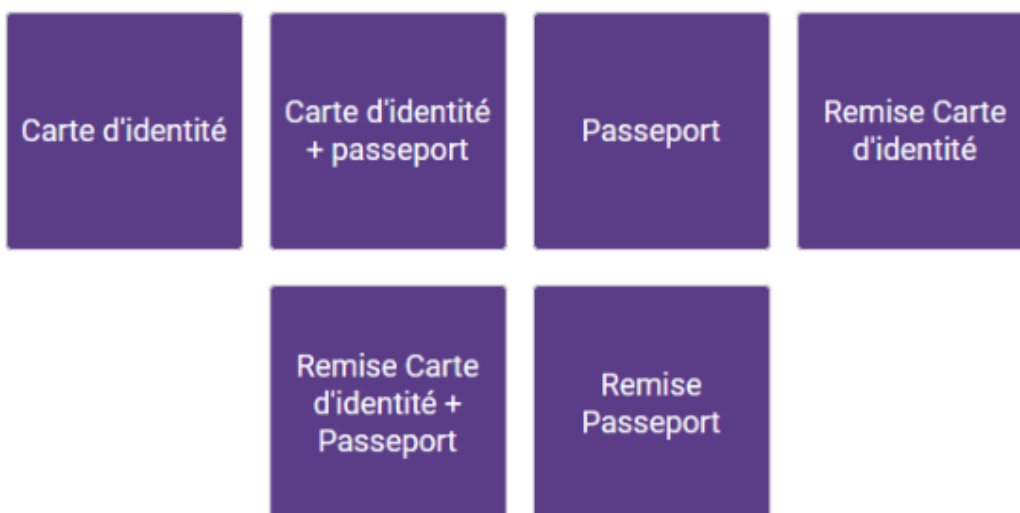 Carte d'identité
Carte d'identité
+ passeport
Passeport
Remise Carte
d'identité
Remise Carte
d'identité +
Passeport
Remise
Passeport